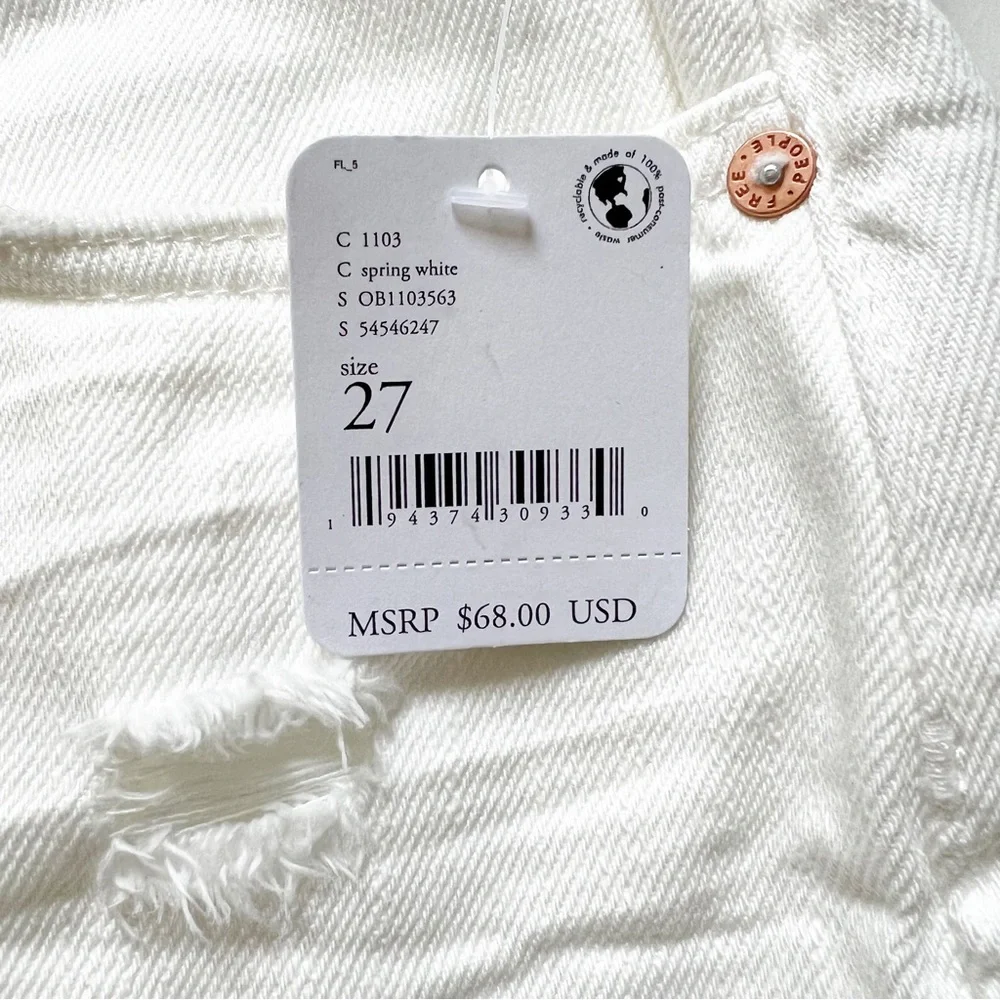 FL_5
recyclable & made of 100% post-consumer waste •
FREE • PEOPLE •
C 1103
C spring white
S OB1103563
S 54546247
size
27
1 94374 30933 0
MSRP $68.00 USD